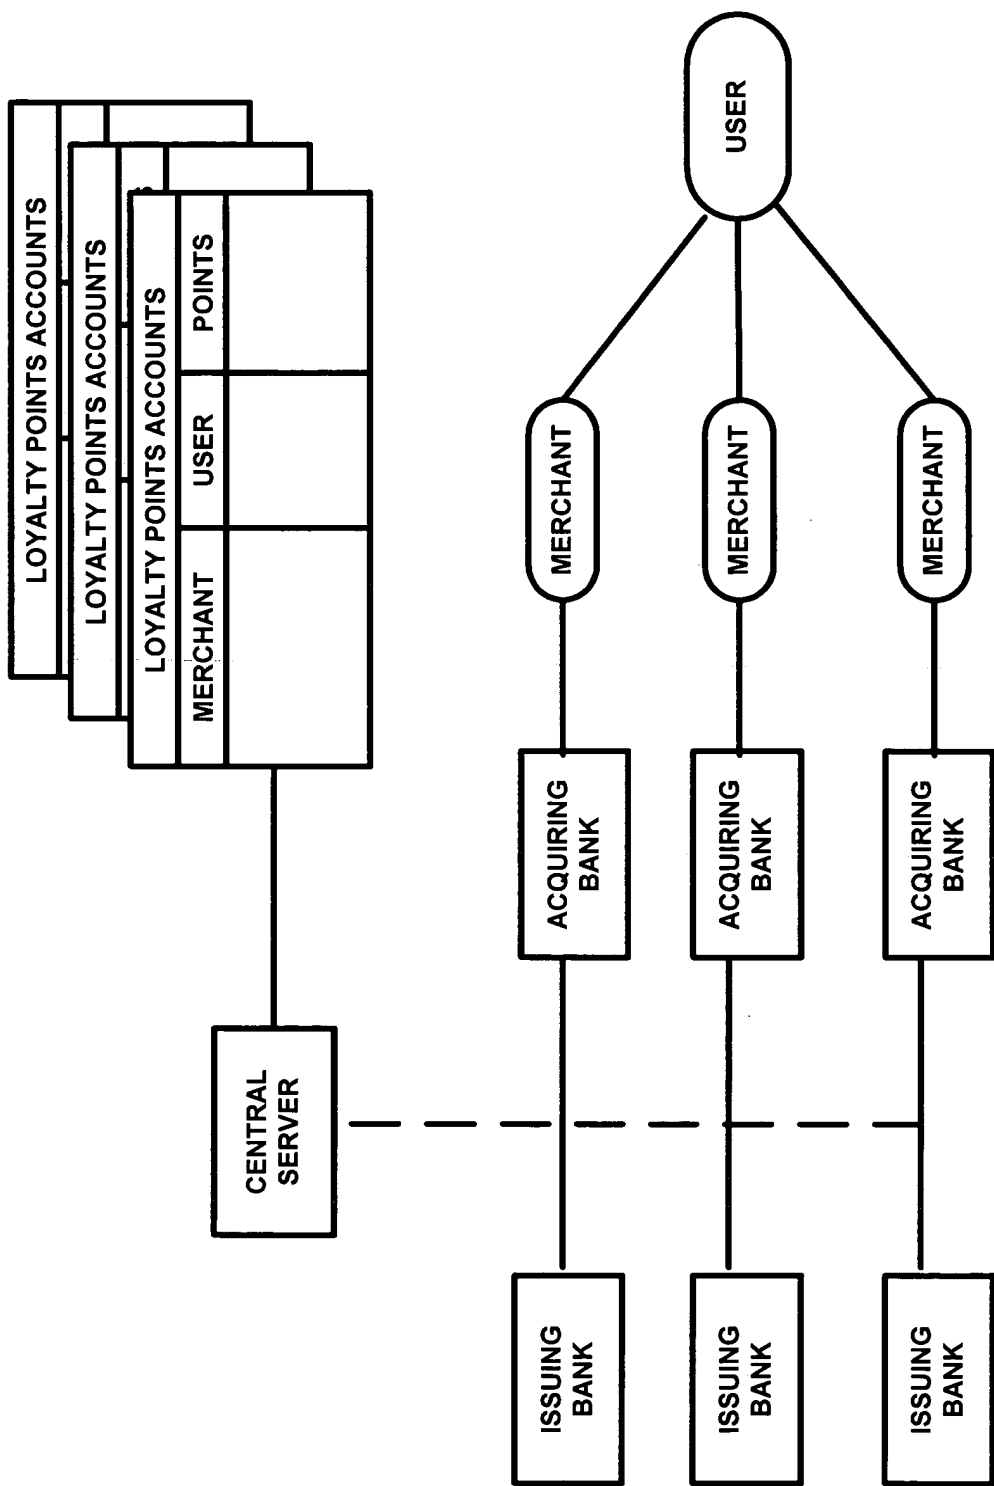 LOYALTY POINTS ACCOUNTS
LOYALTY POINTS ACCOUNTS
LOYALTY POINTS ACCOUNTS
MERCHANT USER POINTS
CENTRAL
SERVER
ISSUING
BANK
ACQUIRING
BANK
MERCHANT
ISSUING
BANK
ACQUIRING
BANK
MERCHANT
USER
ISSUING
BANK
ACQUIRING
BANK
MERCHANT